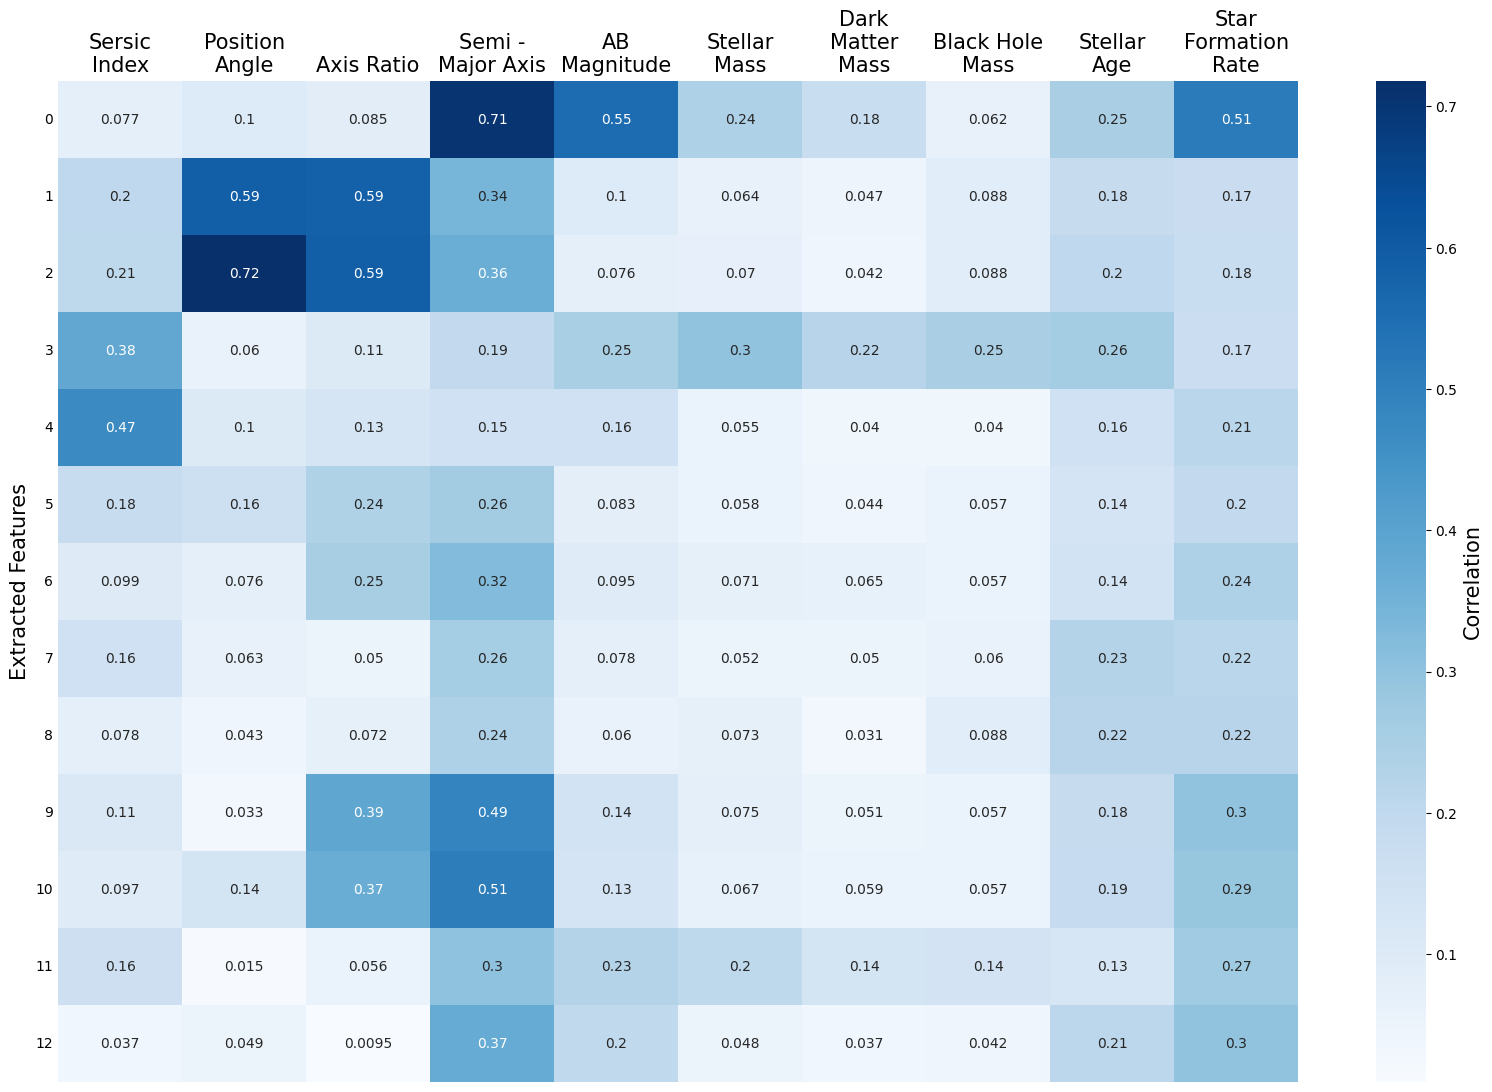 Sersic Index
Position Angle
Axis Ratio
Semi - Major Axis
AB Magnitude
Stellar Mass
Dark Matter Mass
Black Hole Mass
Stellar Age
Star Formation Rate
0 0.077 0.1 0.085 0.71 0.55 0.24 0.18 0.062 0.25 0.51
1 0.2 0.59 0.59 0.34 0.1 0.064 0.047 0.088 0.18 0.17
2 0.21 0.72 0.59 0.36 0.076 0.07 0.042 0.088 0.2 0.18
3 0.38 0.06 0.11 0.19 0.25 0.3 0.22 0.25 0.26 0.17
4 0.47 0.1 0.13 0.15 0.16 0.055 0.04 0.04 0.16 0.21
5 0.18 0.16 0.24 0.26 0.083 0.058 0.044 0.057 0.14 0.2
6 0.099 0.076 0.25 0.32 0.095 0.071 0.065 0.057 0.14 0.24
7 0.16 0.063 0.05 0.26 0.078 0.052 0.05 0.06 0.23 0.22
8 0.078 0.043 0.072 0.24 0.06 0.073 0.031 0.088 0.22 0.22
9 0.11 0.033 0.39 0.49 0.14 0.075 0.051 0.057 0.18 0.3
10 0.097 0.14 0.37 0.51 0.13 0.067 0.059 0.057 0.19 0.29
11 0.16 0.015 0.056 0.3 0.23 0.2 0.14 0.14 0.13 0.27
12 0.037 0.049 0.0095 0.37 0.2 0.048 0.037 0.042 0.21 0.3
Extracted Features
0.7
0.6
0.5
0.4
0.3
0.2
0.1
Correlation